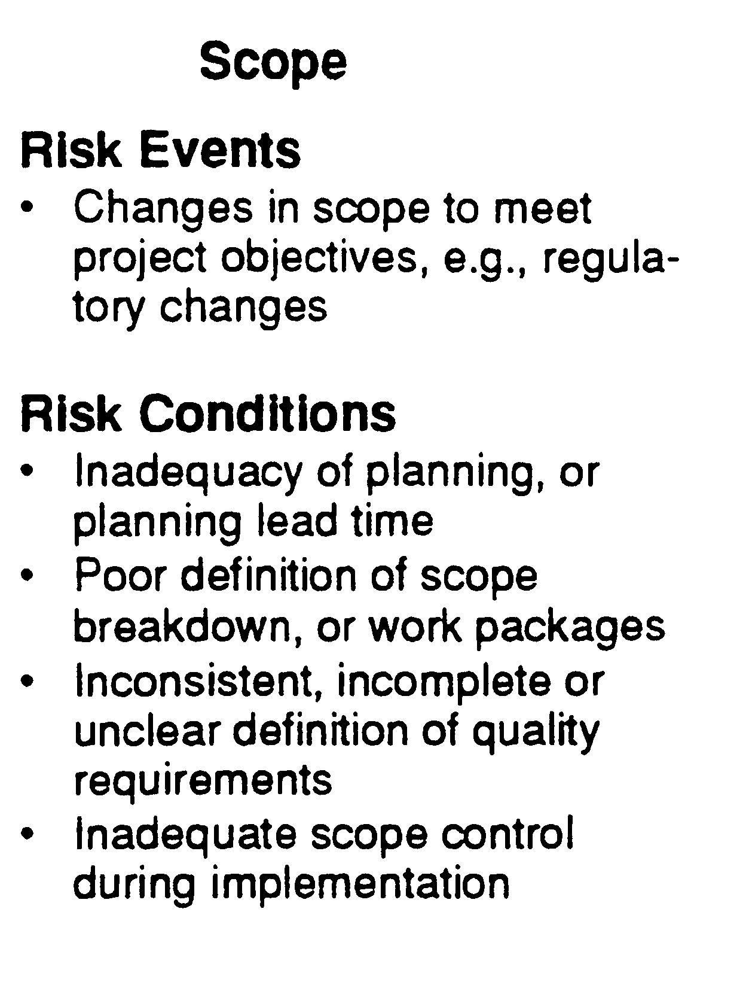 Scope
Risk Events
• Changes in scope to meet
project objectives, e.g., regula-
tory changes
Risk Conditions
• Inadequacy of planning, or
planning lead time
• Poor definition of scope
breakdown, or work packages
• Inconsistent, incomplete or
unclear definition of quality
requirements
• Inadequate scope control
during implementation